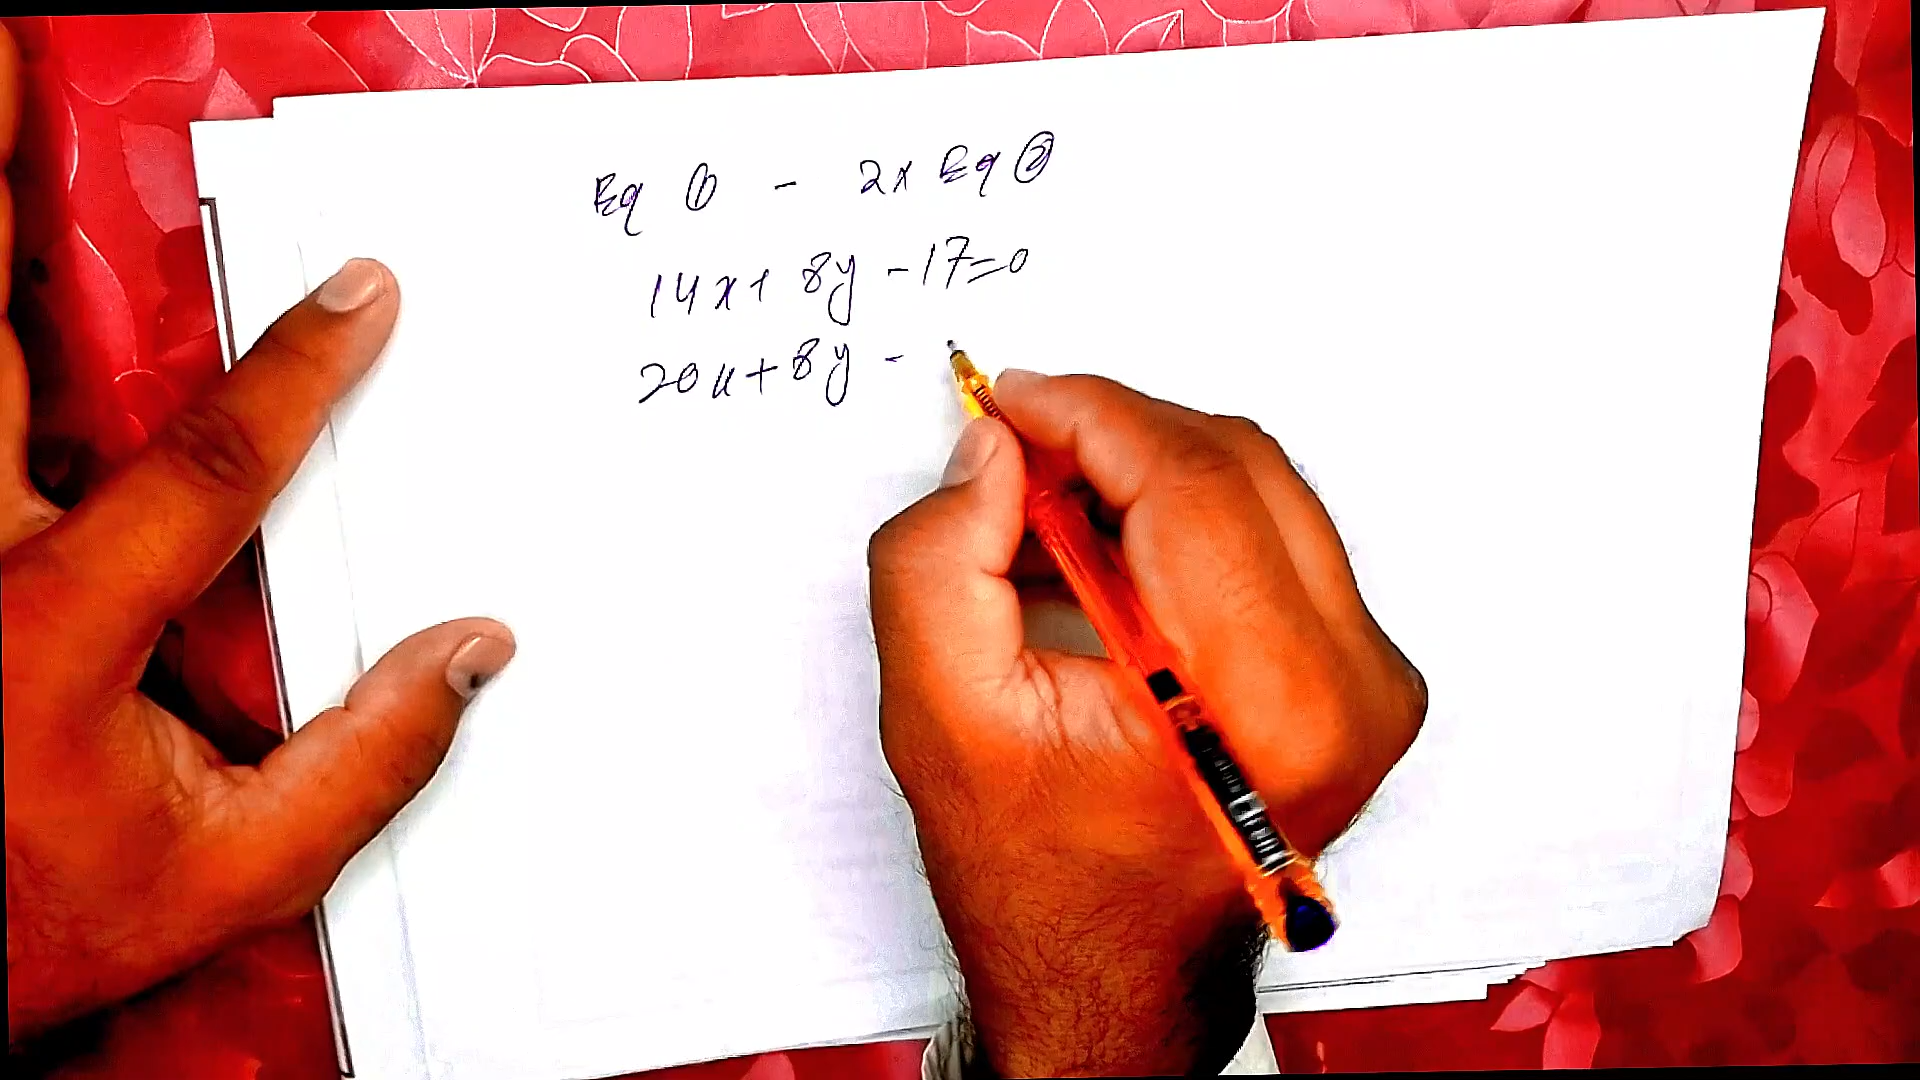 Eq ① - 2x Eq ②
14x + 8y - 17 = 0
20x + 8y -